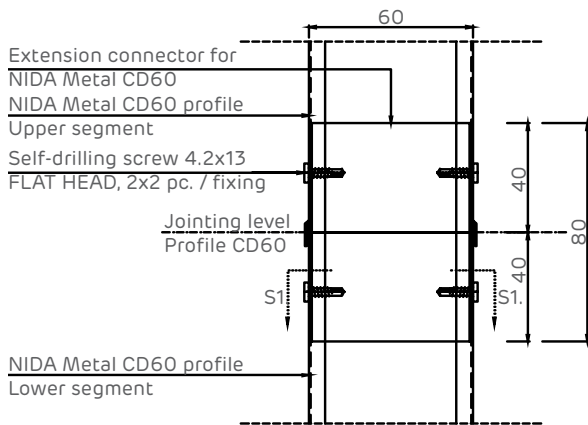 60
Extension connector for
NIDA Metal CD60
NIDA Metal CD60 profile
Upper segment
Self-drilling screw 4.2x13
FLAT HEAD, 2x2 pc. / fixing
40
Jointing level
Profile CD60
80
40
S1
S1.
NIDA Metal CD60 profile
Lower segment